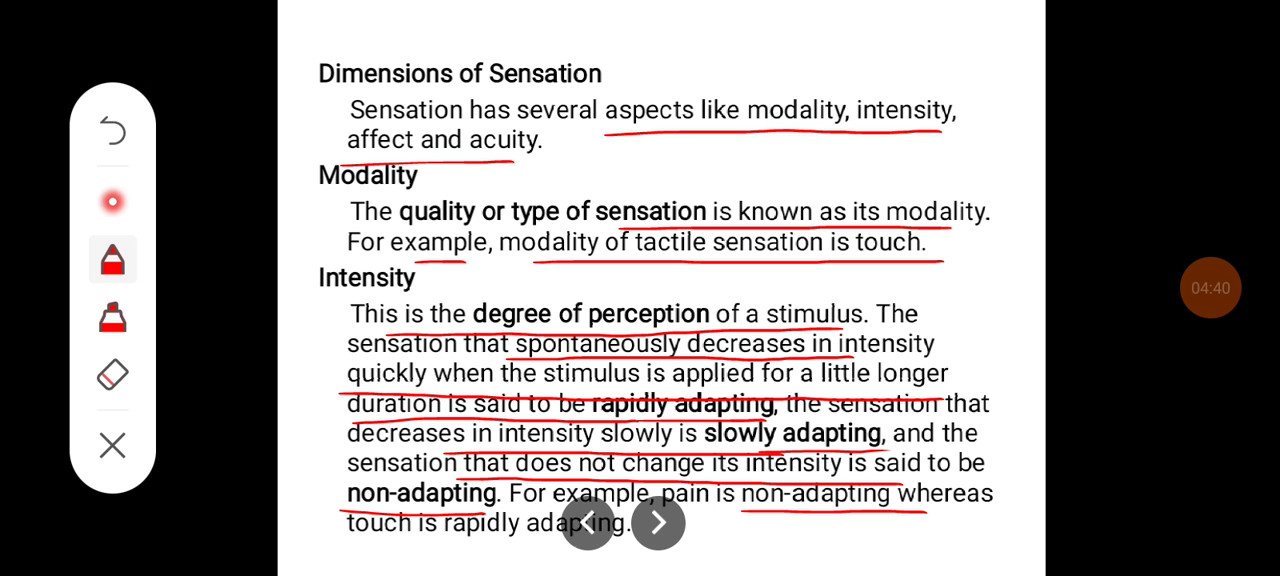 Dimensions of Sensation
Sensation has several aspects like modality, intensity,
affect and acuity.
Modality
The quality or type of sensation is known as its modality.
For example, modality of tactile sensation is touch.
Intensity
This is the degree of perception of a stimulus. The
sensation that spontaneously decreases in intensity
quickly when the stimulus is applied for a little longer
duration is said to be rapidly adapting, the sensation that
decreases in intensity slowly is slowly adapting, and the
sensation that does not change its intensity is said to be
non-adapting. For example, pain is non-adapting whereas
touch is rapidly adapting.
04:40